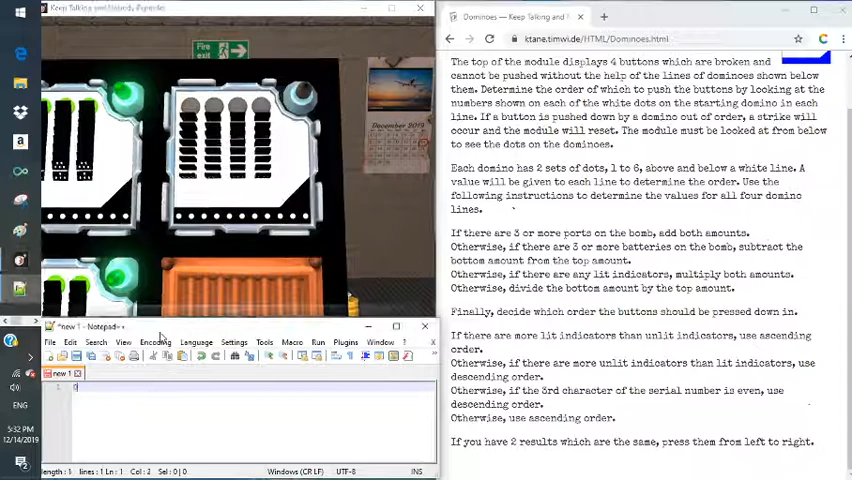 Keep Talking and Nobody Explodes
Fire
exit
December 2019
*new 1 - Notepad++
File Edit Search View Encoding Language Settings Tools Macro Run Plugins Window ?
new 1
1
length : 1 lines : 1 Ln : 1 Col : 2 Sel : 0 | 0 Windows (CR LF) UTF-8 INS
ENG
5:32 PM
12/14/2019
Dominoes — Keep Talking and N
ktane.timwi.de/HTML/Dominoes.html
The top of the module displays 4 buttons which are broken and
cannot be pushed without the help of the lines of dominoes shown below
them. Determine the order of which to push the buttons by looking at the
numbers shown on each of the white dots on the starting domino in each
line. If a button is pushed down by a domino out of order, a strike will
occur and the module will reset. The module must be looked at from below
to see the dots on the dominoes.
Each domino has 2 sets of dots, 1 to 6, above and below a white line. A
value will be given to each line to determine the order. Use the
following instructions to determine the values for all four domino
lines.
If there are 3 or more ports on the bomb, add both amounts.
Otherwise, if there are 3 or more batteries on the bomb, subtract the
bottom amount from the top amount.
Otherwise, if there are any lit indicators, multiply both amounts.
Otherwise, divide the bottom amount by the top amount.
Finally, decide which order the buttons should be pressed down in.
If there are more lit indicators than unlit indicators, use ascending
order.
Otherwise, if there are more unlit indicators than lit indicators, use
descending order.
Otherwise, if the 3rd character of the serial number is even, use
descending order.
Otherwise, use ascending order.
If you have 2 results which are the same, press them from left to right.